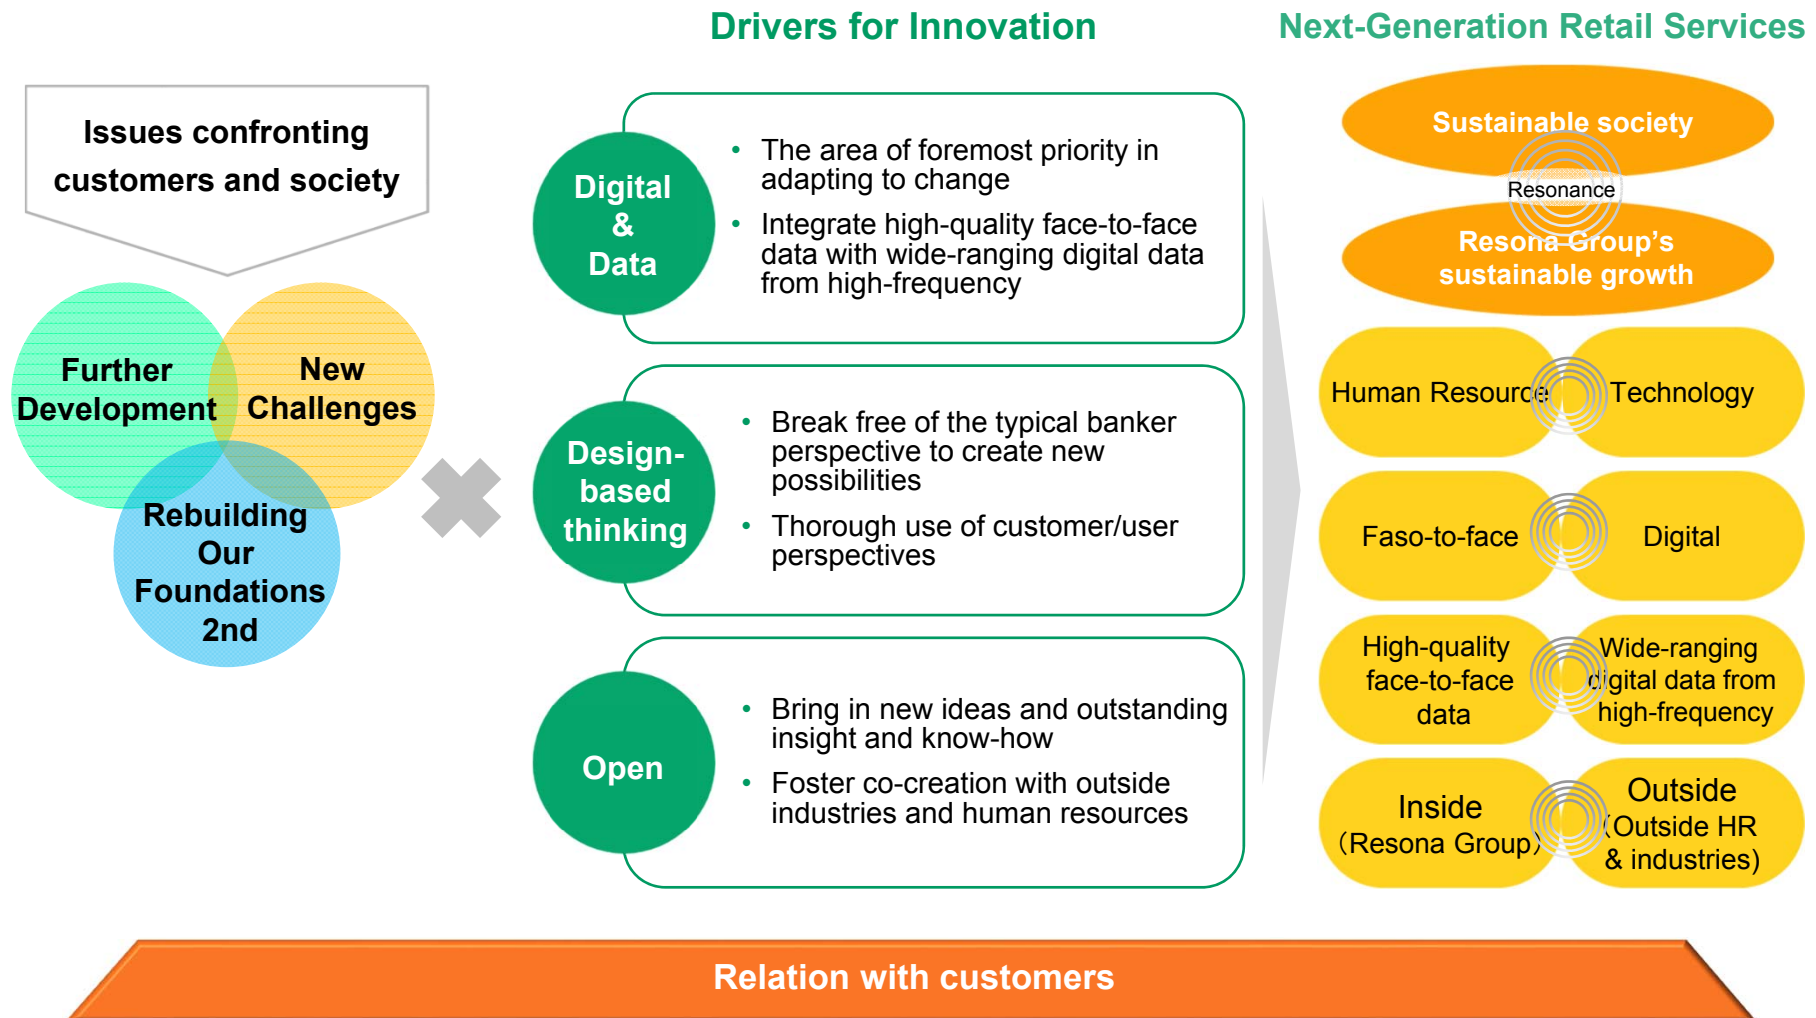 Drivers for Innovation
Next-Generation Retail Services
Issues confronting
customers and society
Further
Development
New
Challenges
Rebuilding
Our
Foundations
2nd
Digital
&
Data
• The area of foremost priority in
adapting to change
• Integrate high-quality face-to-face
data with wide-ranging digital data
from high-frequency
Design-
based
thinking
• Break free of the typical banker
perspective to create new
possibilities
• Thorough use of customer/user
perspectives
Open
• Bring in new ideas and outstanding
insight and know-how
• Foster co-creation with outside
industries and human resources
Sustainable society
Resonance
Resona Group’s
sustainable growth
Human Resource
Technology
Faso-to-face
Digital
High-quality
face-to-face
data
Wide-ranging
digital data from
high-frequency
Inside
（Resona Group）
Outside
（Outside HR
& industries)
Relation with customers